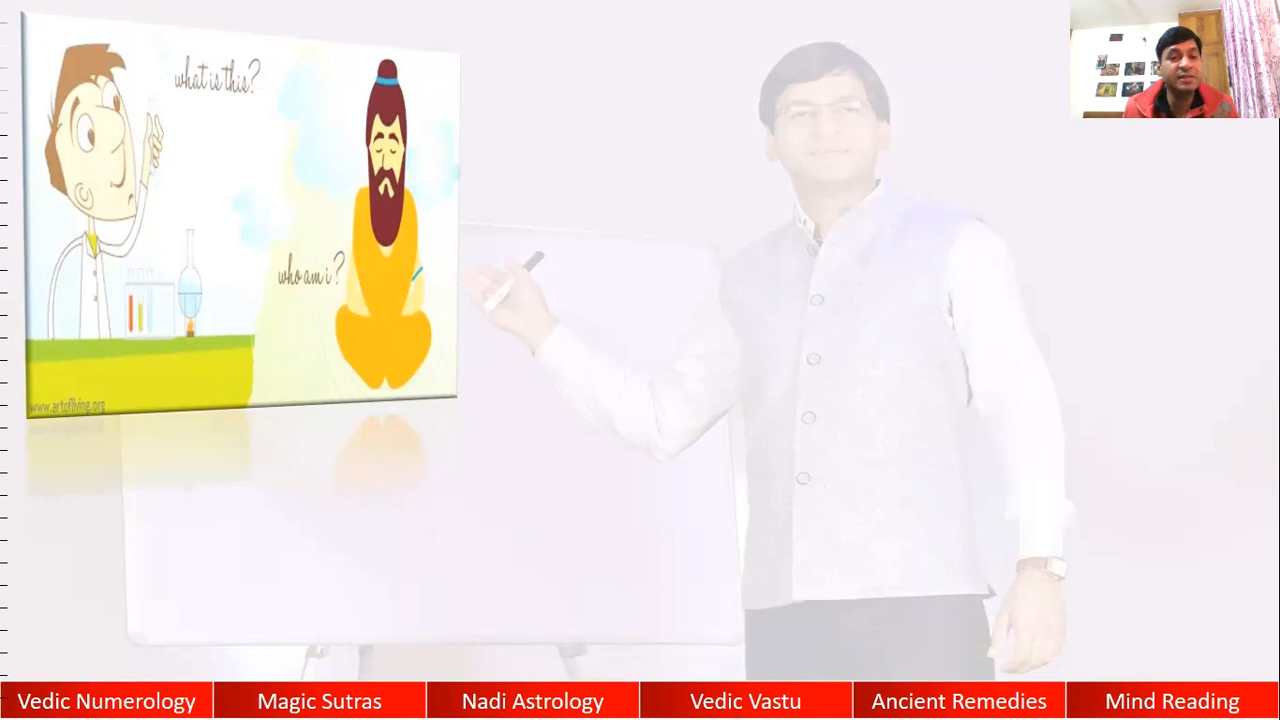 what is this?
who am i?
www.artofliving.org
Vedic Numerology
Magic Sutras
Nadi Astrology
Vedic Vastu
Ancient Remedies
Mind Reading